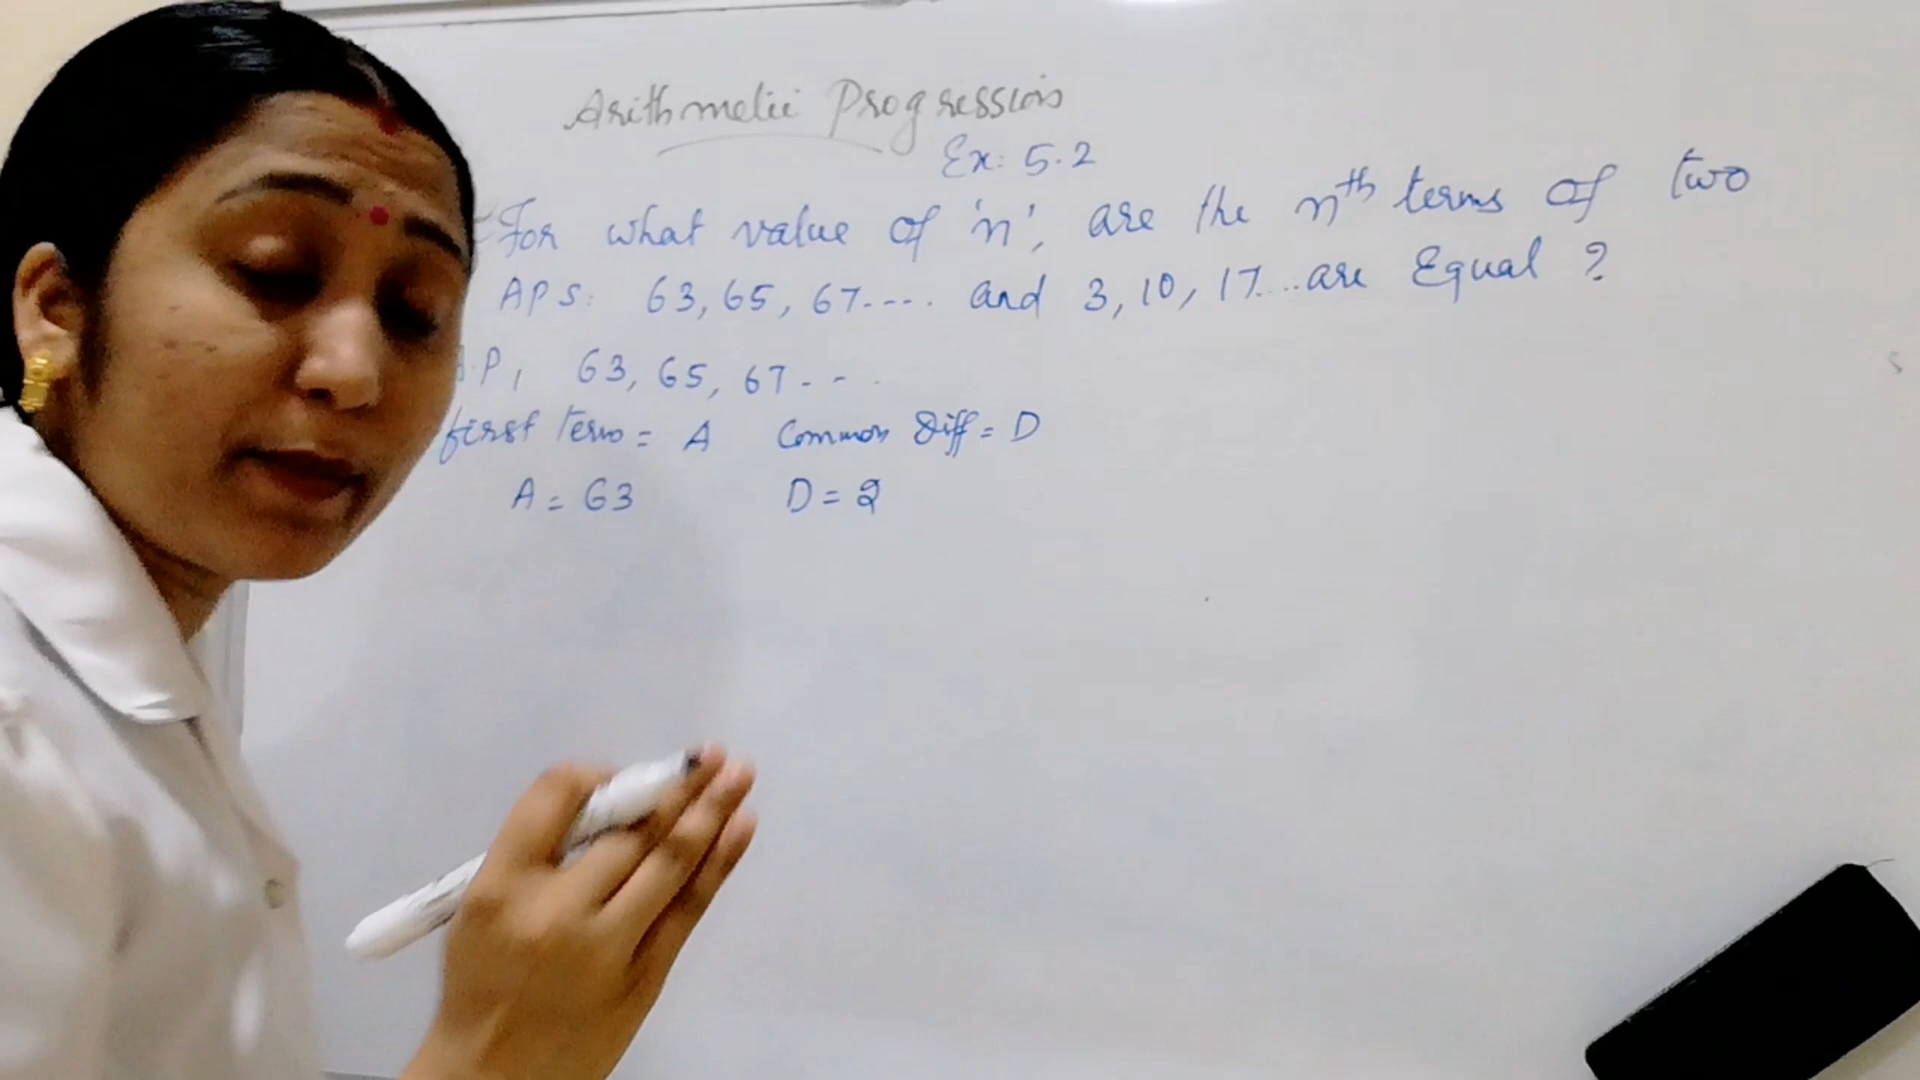 Arithmetic Progression
Ex: 5.2
For what value of 'n', are the nth terms of two
APs: 63, 65, 67.... and 3, 10, 17... are Equal ?
A.P, 63, 65, 67- - .
first term = A Common Diff = D
A = 63 D = 2